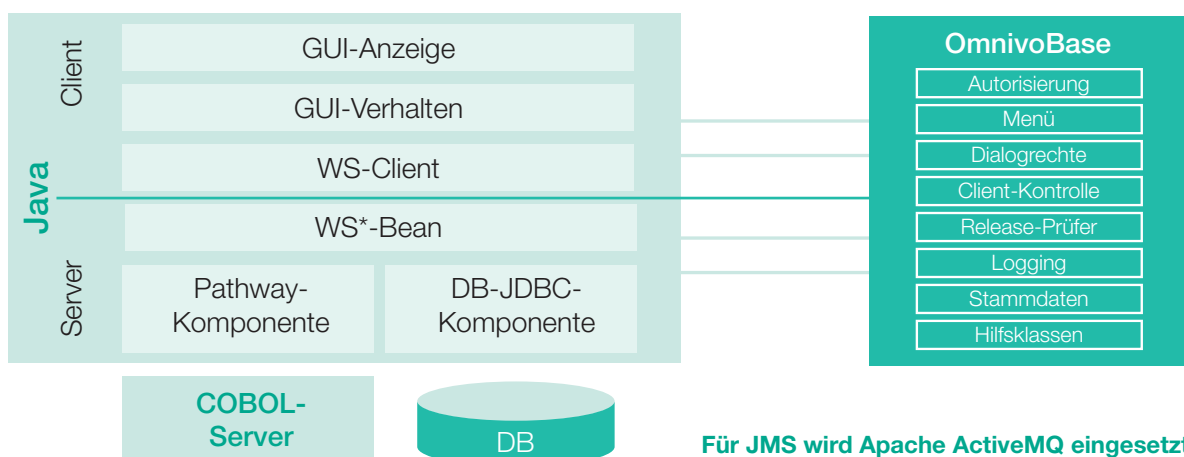 Java
Client
GUI-Anzeige
GUI-Verhalten
WS-Client
Server
WS*-Bean
Pathway-
Komponente
DB-JDBC-
Komponente
COBOL-
Server
DB
OmnivoBase
Autorisierung
Menü
Dialogrechte
Client-Kontrolle
Release-Prüfer
Logging
Stammdaten
Hilfsklassen
Für JMS wird Apache ActiveMQ eingesetzt